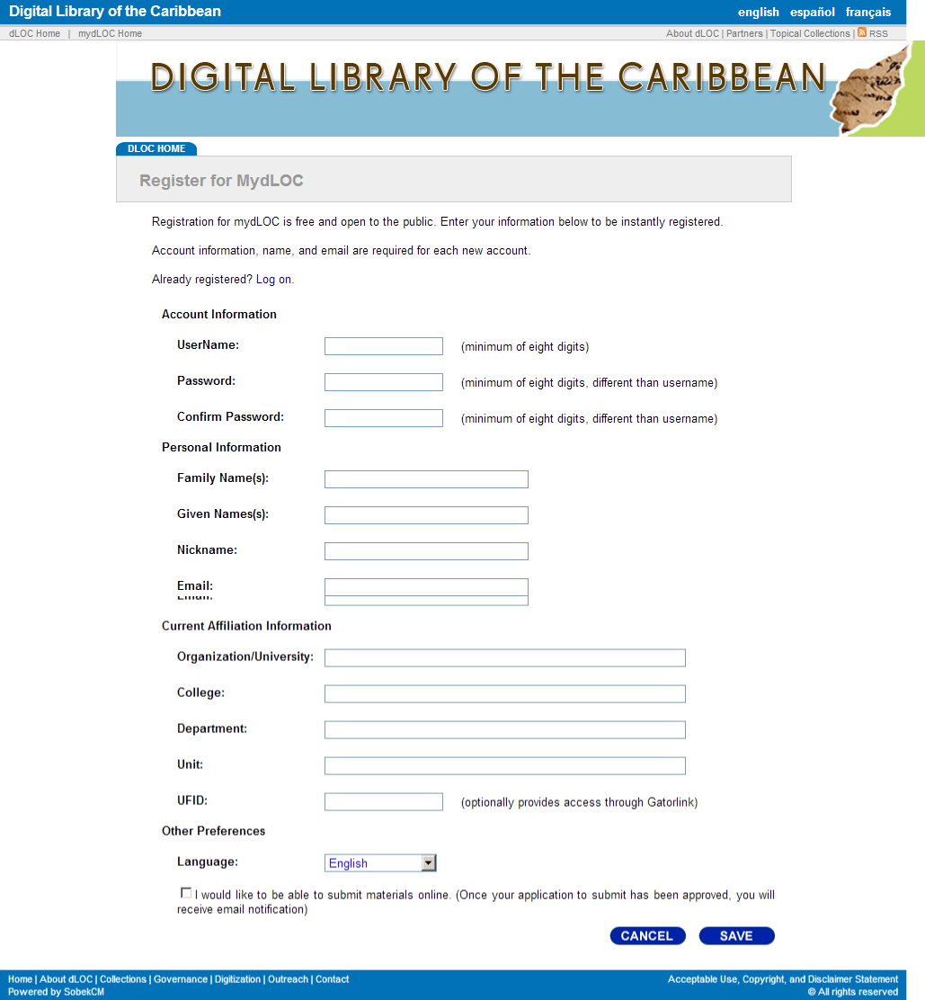 Digital Library of the Caribbean
english español français
dLOC Home | mydLOC Home
About dLOC | Partners | Topical Collections | RSS
DIGITAL LIBRARY OF THE CARIBBEAN
DLOC HOME
Register for MydLOC
Registration for mydLOC is free and open to the public. Enter your information below to be instantly registered.
Account information, name, and email are required for each new account.
Already registered? Log on.
Account Information
UserName: (minimum of eight digits)
Password: (minimum of eight digits, different than username)
Confirm Password: (minimum of eight digits, different than username)
Personal Information
Family Name(s):
Given Names(s):
Nickname:
Email:
Email:
Current Affiliation Information
Organization/University:
College:
Department:
Unit:
UFID: (optionally provides access through Gatorlink)
Other Preferences
Language: English
I would like to be able to submit materials online. (Once your application to submit has been approved, you will
receive email notification)
CANCEL SAVE
Home | About dLOC | Collections | Governance | Digitization | Outreach | Contact
Acceptable Use, Copyright, and Disclaimer Statement
Powered by SobekCM
© All rights reserved